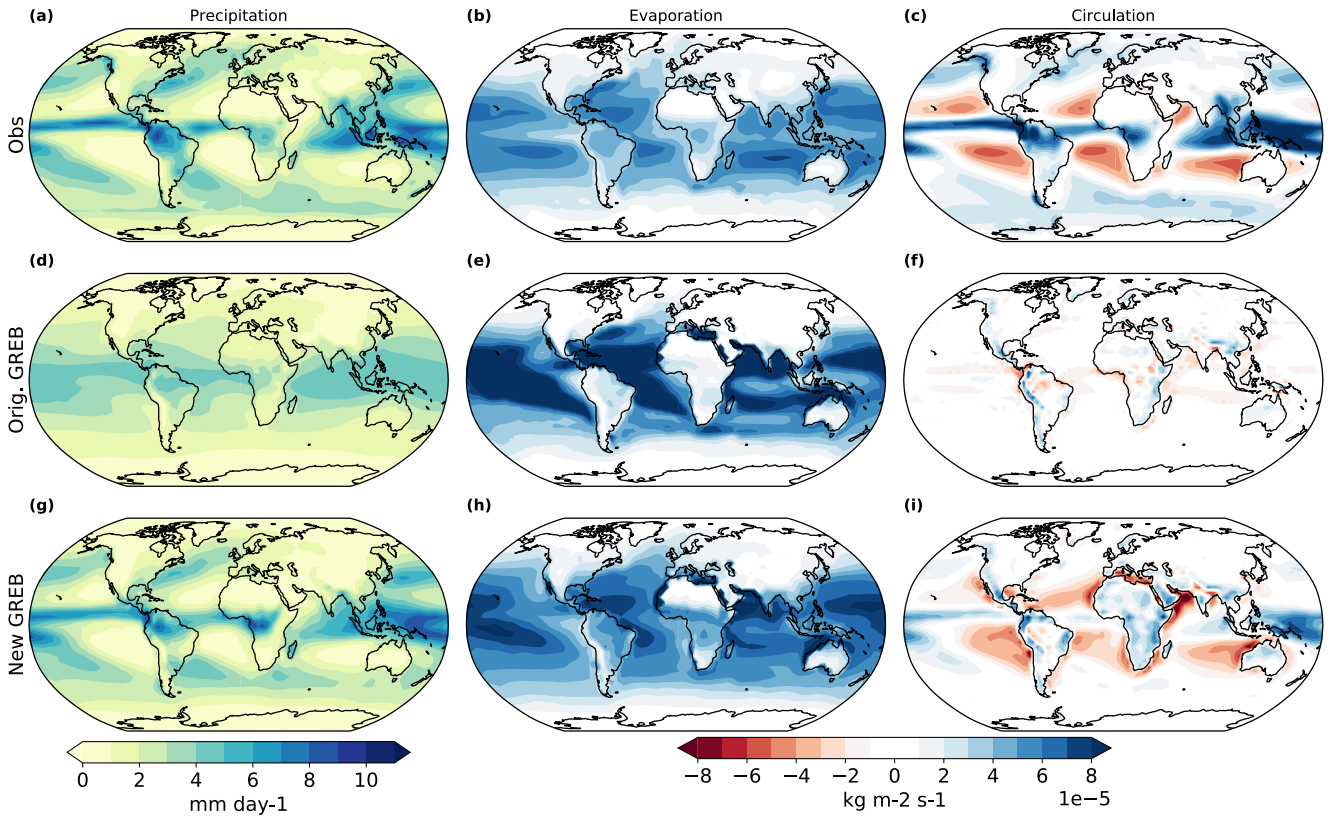 (a) Precipitation (b) Evaporation (c) Circulation
Obs
(d) (e) (f)
Orig. GREB
(g) (h) (i)
New GREB
0 2 4 6 8 10
mm day-1
−8 −6 −4 −2 0 2 4 6 8
kg m-2 s-1 1e−5